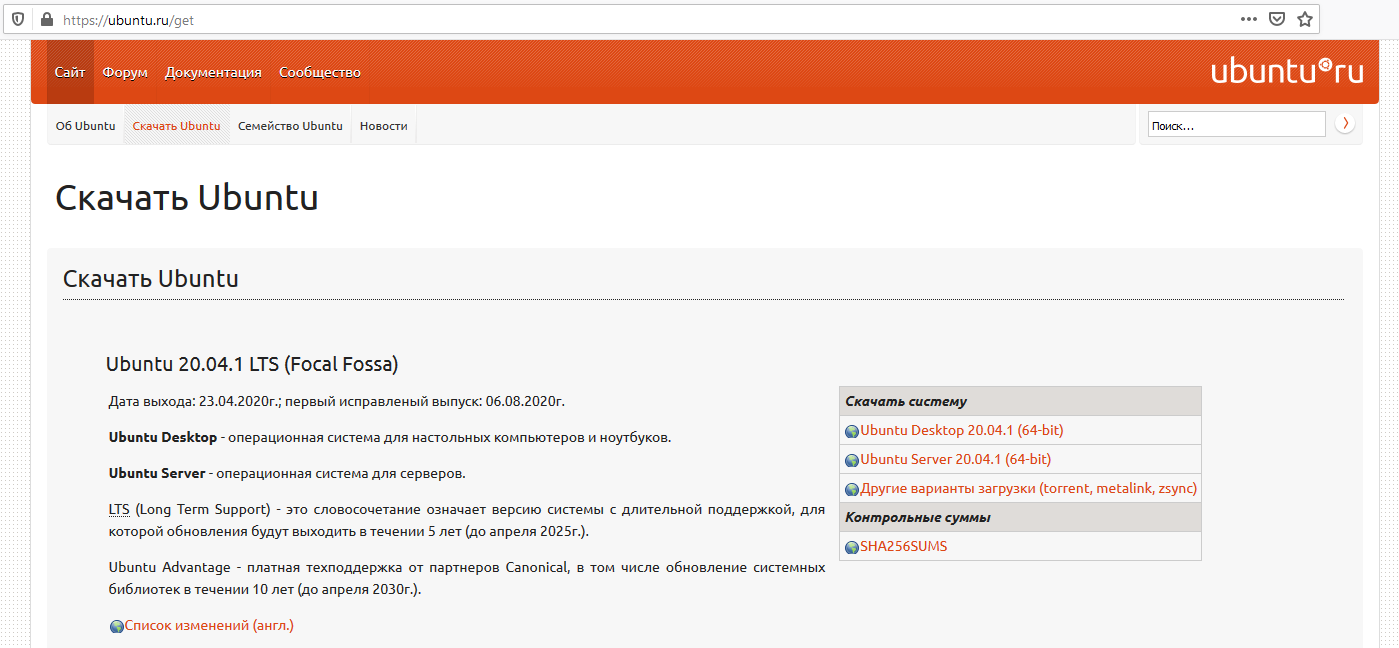 https://ubuntu.ru/get
Сайт Форум Документация Сообщество
ubuntu ru
Об Ubuntu Скачать Ubuntu Семейство Ubuntu Новости
Поиск...
Скачать Ubuntu
Скачать Ubuntu
Ubuntu 20.04.1 LTS (Focal Fossa)
Дата выхода: 23.04.2020г.; первый исправленый выпуск: 06.08.2020г.
Ubuntu Desktop - операционная система для настольных компьютеров и ноутбуков.
Ubuntu Server - операционная система для серверов.
LTS (Long Term Support) - это словосочетание означает версию системы с длительной поддержкой, для
которой обновления будут выходить в течении 5 лет (до апреля 2025г.).
Ubuntu Advantage - платная техподдержка от партнеров Canonical, в том числе обновление системных
библиотек в течении 10 лет (до апреля 2030г.).
Список изменений (англ.)
Скачать систему
Ubuntu Desktop 20.04.1 (64-bit)
Ubuntu Server 20.04.1 (64-bit)
Другие варианты загрузки (torrent, metalink, zsync)
Контрольные суммы
SHA256SUMS